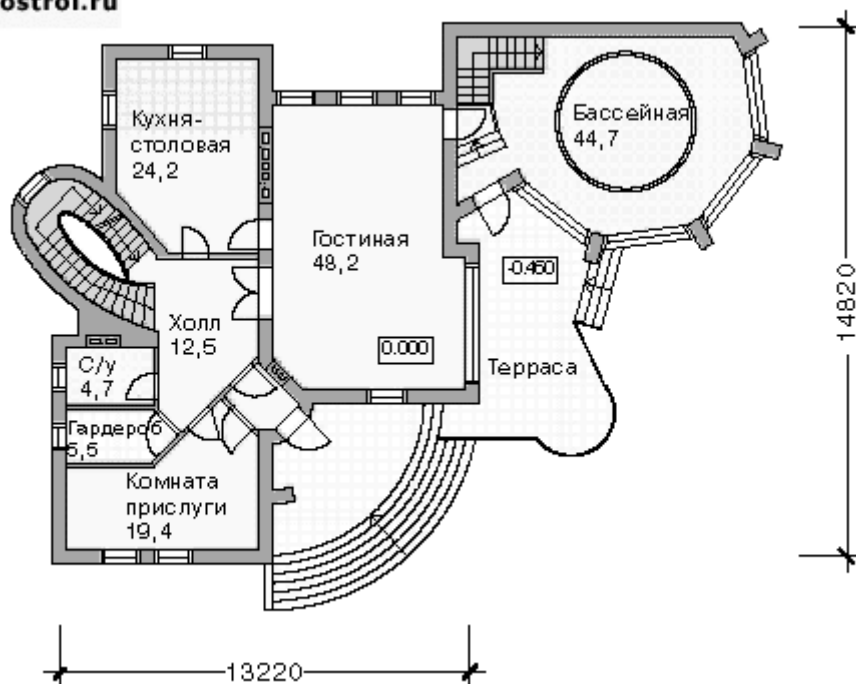 ostroi.ru
Кухня-
столовая
24,2
Бассейная
44,7
Гостиная
48,2
-0.460
0.000
Холл
12,5
Терраса
С/у
4,7
Гардероб
5,5
Комната
прислуги
19,4
14820
13220